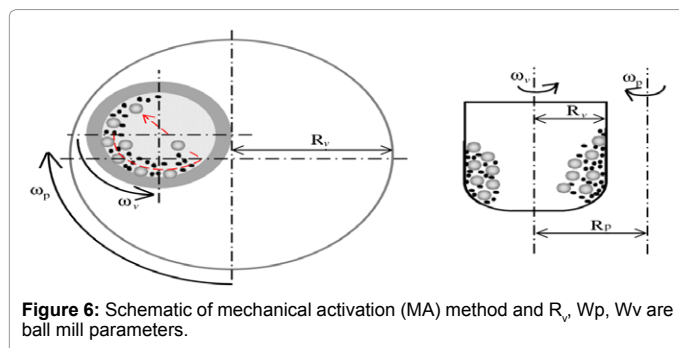 ωᵥ
ωₚ
Rᵥ
Rᵥ
ωₚ
ωᵥ
Rₚ
Figure 6: Schematic of mechanical activation (MA) method and Rᵥ, Wp, Wv are
ball mill parameters.